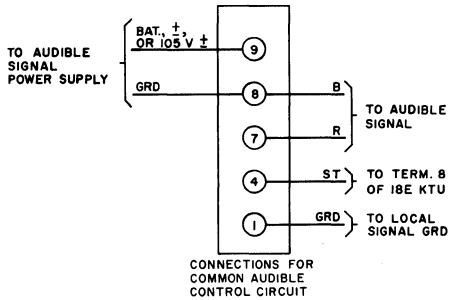 BAT., ±,
OR 105 V ±
9
TO AUDIBLE
SIGNAL
POWER SUPPLY
GRD
8
B
TO AUDIBLE
SIGNAL
7
R
4
ST
TO TERM. 8
OF 18E KTU
1
GRD
TO LOCAL
SIGNAL GRD
CONNECTIONS FOR
COMMON AUDIBLE
CONTROL CIRCUIT